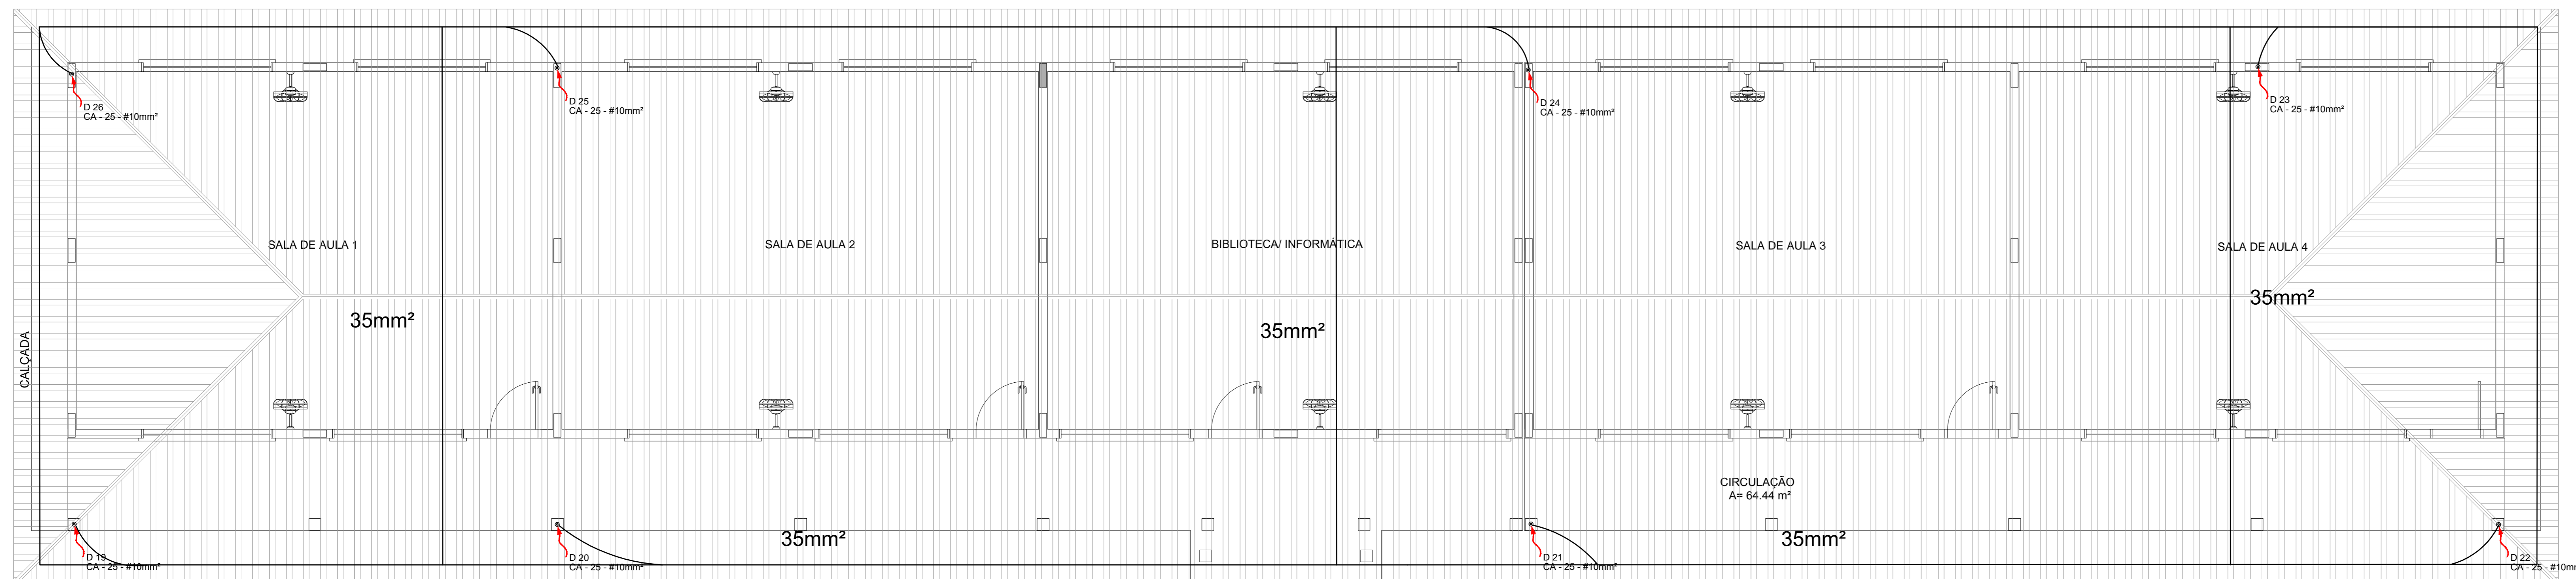 D 26
CA - 25 - #10mm²
D 25
CA - 25 - #10mm²
D 24
CA - 25 - #10mm²
D 23
CA - 25 - #10mm²
SALA DE AULA 1
SALA DE AULA 2
BIBLIOTECA/ INFORMÁTICA
SALA DE AULA 3
SALA DE AULA 4
35mm²
35mm²
35mm²
CALÇADA
CIRCULAÇÃO
A= 64.44 m²
35mm²
35mm²
D 19
CA - 25 - #10mm²
D 20
CA - 25 - #10mm²
D 21
CA - 25 - #10mm²
D 22
CA - 25 - #10m